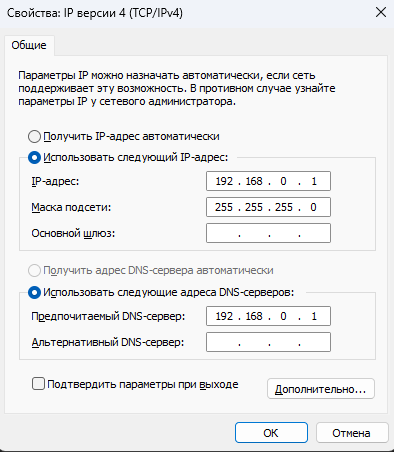 Свойства: IP версии 4 (TCP/IPv4)
Общие
Параметры IP можно назначать автоматически, если сеть
поддерживает эту возможность. В противном случае узнайте
параметры IP у сетевого администратора.
Получить IP-адрес автоматически
Использовать следующий IP-адрес:
IP-адрес: 192 . 168 . 0 . 1
Маска подсети: 255 . 255 . 255 . 0
Основной шлюз: . . .
Получить адрес DNS-сервера автоматически
Использовать следующие адреса DNS-серверов:
Предпочитаемый DNS-сервер: 192 . 168 . 0 . 1
Альтернативный DNS-сервер: . . .
Подтвердить параметры при выходе
Дополнительно...
ОК Отмена